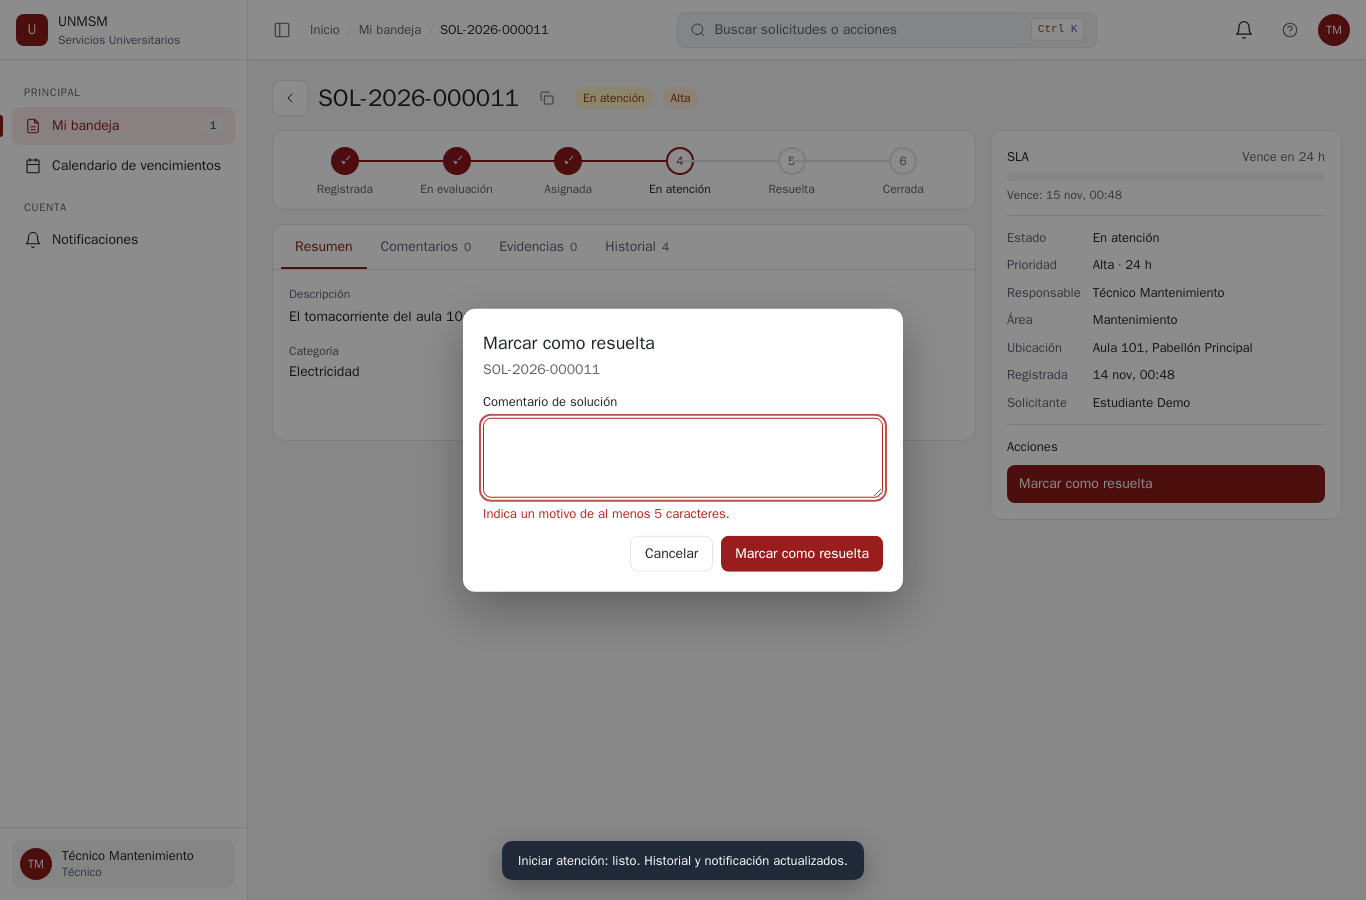 U
UNMSM
Servicios Universitarios
Inicio / Mi bandeja / SOL-2026-000011
Buscar solicitudes o acciones
Ctrl K
TM
PRINCIPAL
Mi bandeja 1
Calendario de vencimientos
CUENTA
Notificaciones
SOL-2026-000011
En atención
Alta
✓ ✓ ✓ 4 5 6
Registrada En evaluación Asignada En atención Resuelta Cerrada
Resumen Comentarios 0 Evidencias 0 Historial 4
Descripción
El tomacorriente del aula 10
Categoría
Electricidad
SLA Vence en 24 h
Vence: 15 nov, 00:48
Estado En atención
Prioridad Alta · 24 h
Responsable Técnico Mantenimiento
Área Mantenimiento
Ubicación Aula 101, Pabellón Principal
Registrada 14 nov, 00:48
Solicitante Estudiante Demo
Acciones
Marcar como resuelta
Marcar como resuelta
SOL-2026-000011
Comentario de solución
Indica un motivo de al menos 5 caracteres.
Cancelar
Marcar como resuelta
Iniciar atención: listo. Historial y notificación actualizados.
TM
Técnico Mantenimiento
Técnico